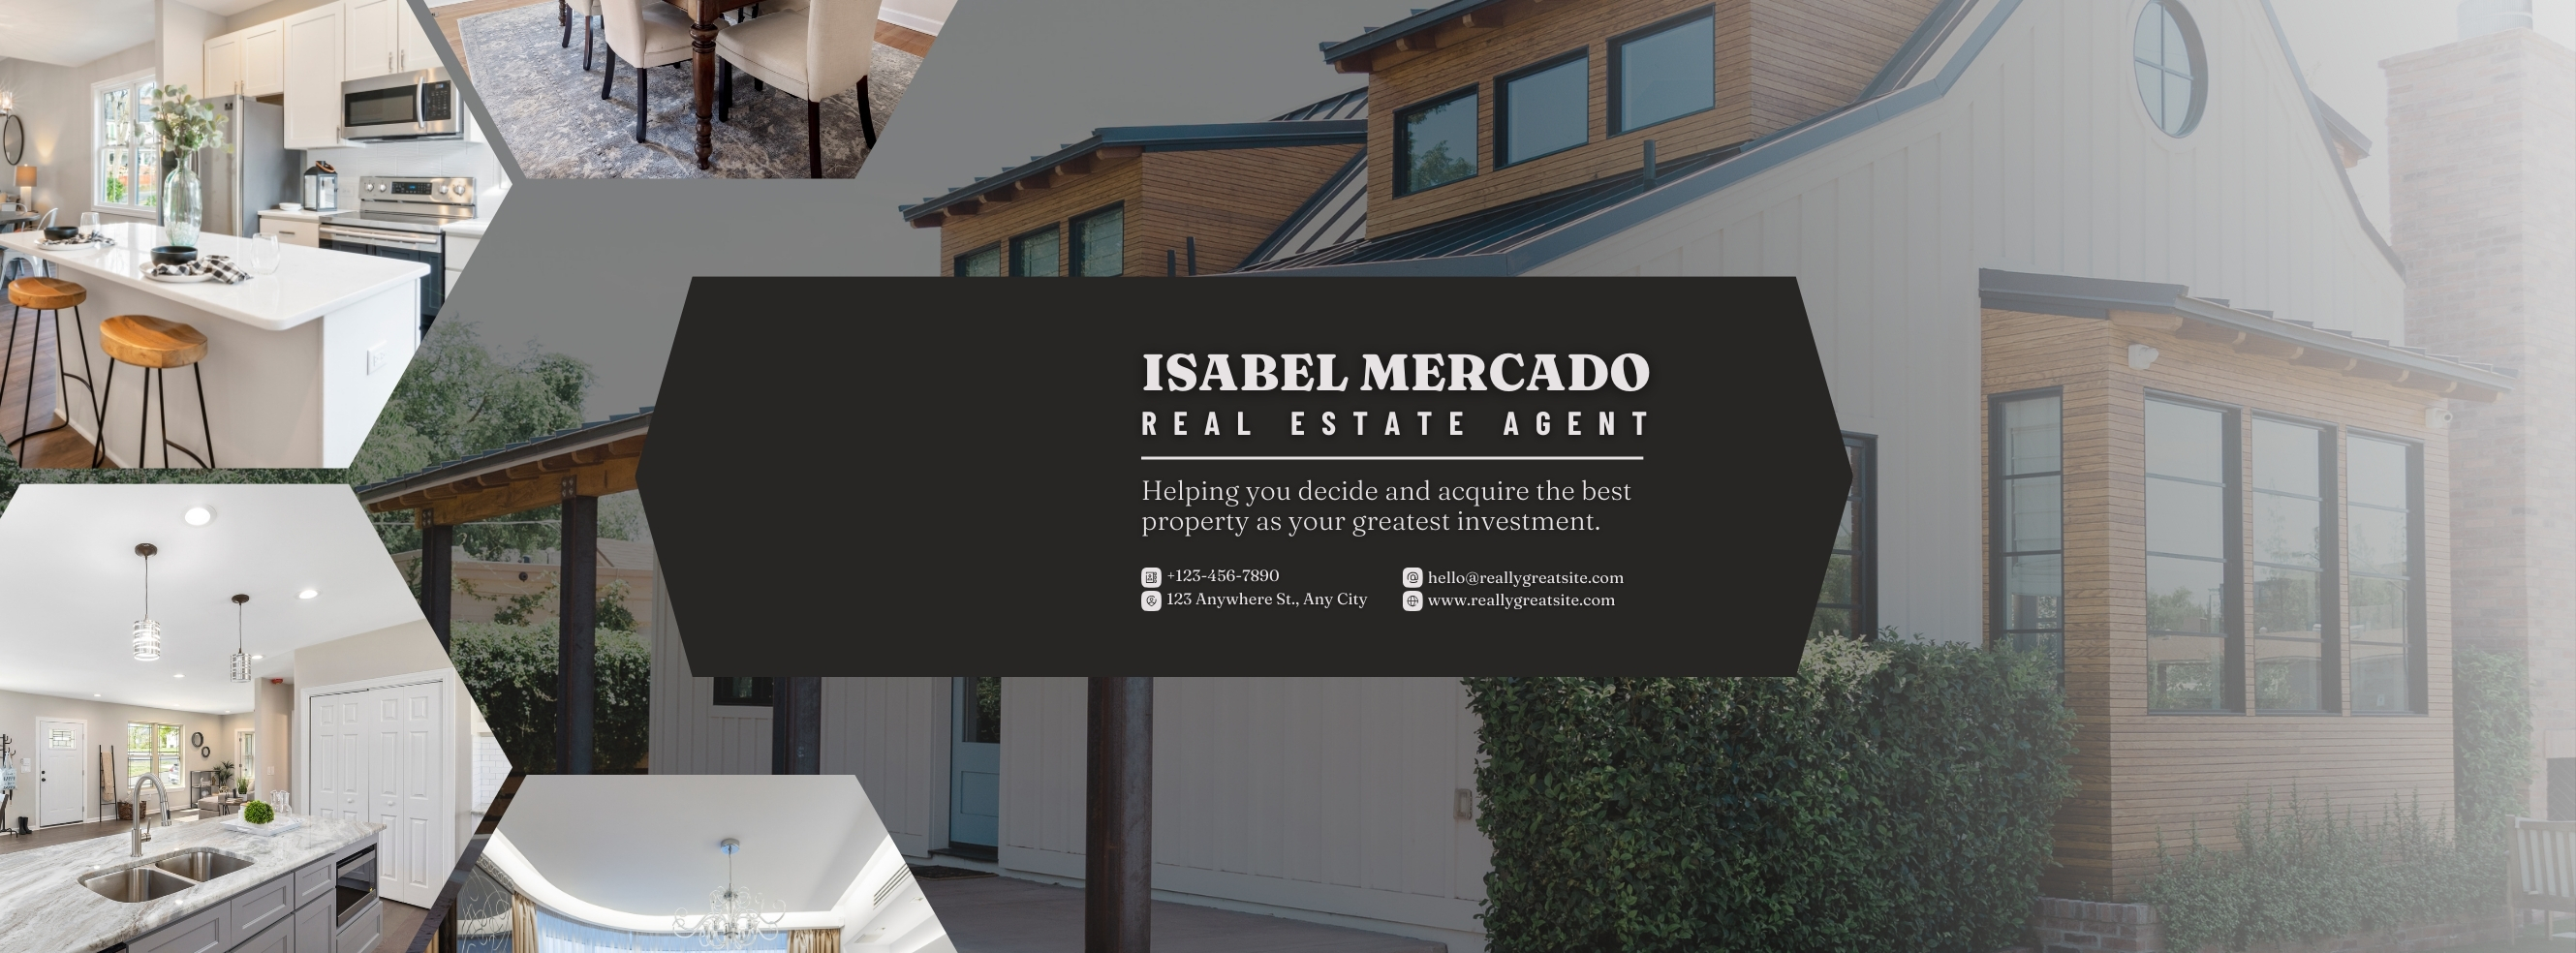 ISABEL MERCADO
REAL ESTATE AGENT
Helping you decide and acquire the best
property as your greatest investment.
+123-456-7890
123 Anywhere St., Any City
hello@reallygreatsite.com
www.reallygreatsite.com